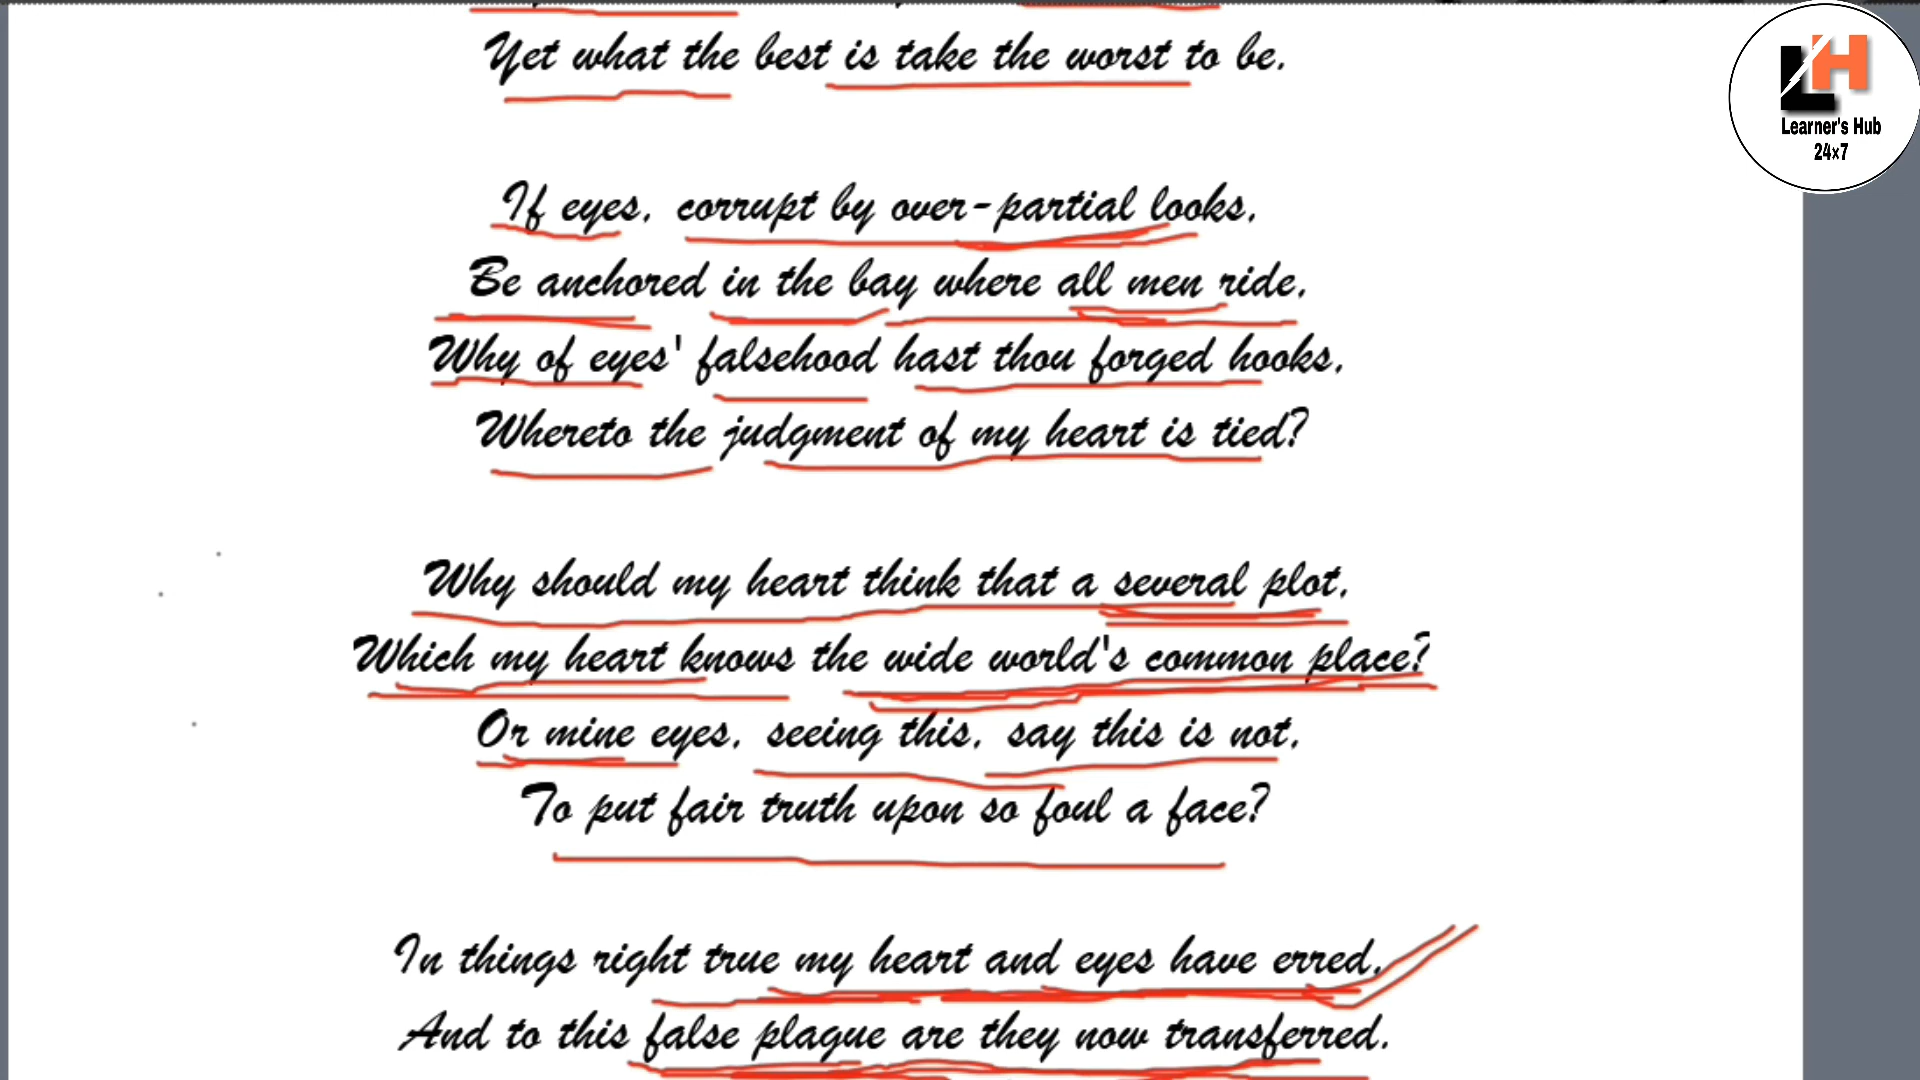 Yet what the best is take the worst to be.
If eyes, corrupt by over-partial looks,
Be anchored in the bay where all men ride,
Why of eyes' falsehood hast thou forged hooks,
Whereto the judgment of my heart is tied?
Why should my heart think that a several plot,
Which my heart knows the wide world's common place?
Or mine eyes, seeing this, say this is not,
To put fair truth upon so foul a face?
In things right true my heart and eyes have erred,
And to this false plague are they now transferred.
LH
Learner's Hub
24x7